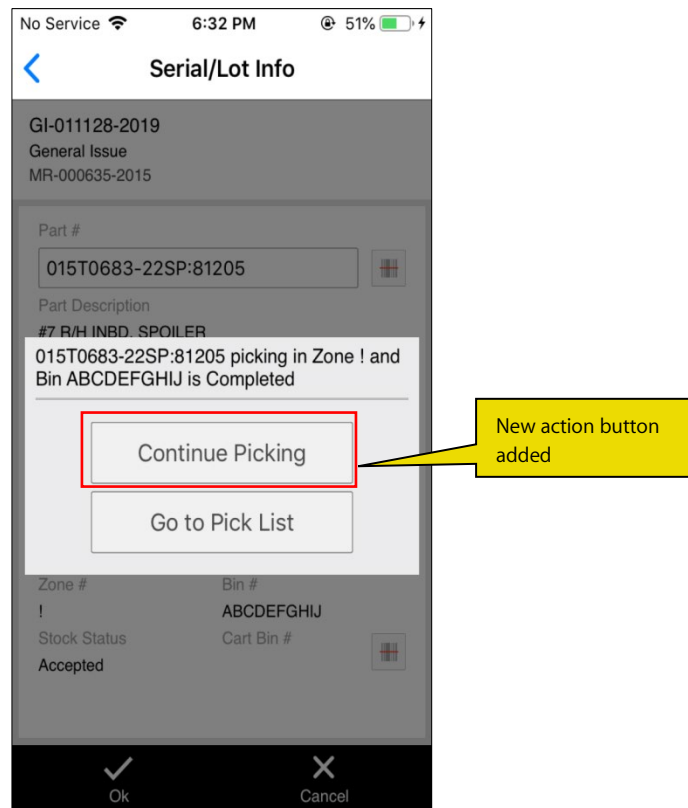 No Service 6:32 PM 51%
Serial/Lot Info
GI-011128-2019
General Issue
MR-000635-2015
Part #
015T0683-22SP:81205
Part Description
#7 R/H INBD. SPOILER
015T0683-22SP:81205 picking in Zone ! and
Bin ABCDEFGHIJ is Completed
Continue Picking
New action button
added
Go to Pick List
Zone # Bin #
! ABCDEFGHIJ
Stock Status Cart Bin #
Accepted
Ok Cancel